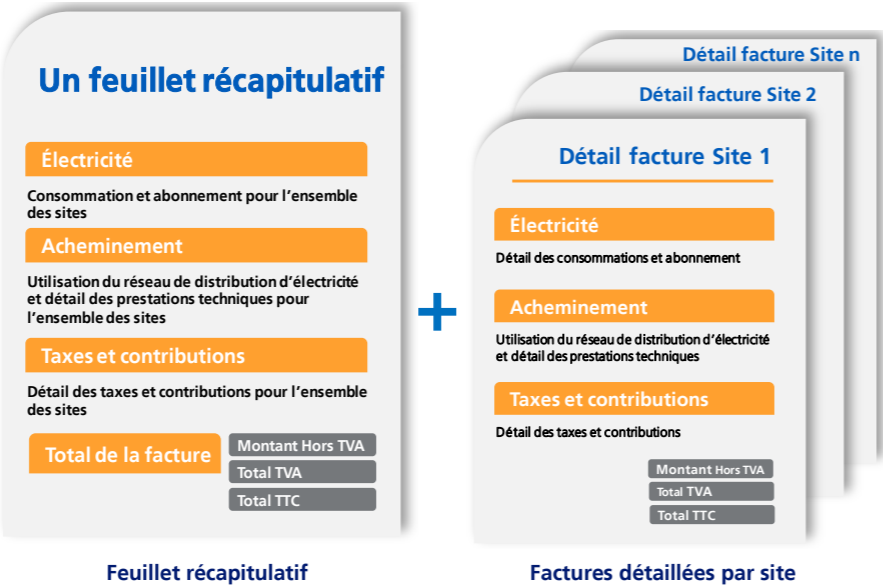 Un feuillet récapitulatif
Électricité
Consommation et abonnement pour l'ensemble
des sites
Acheminement
Utilisation du réseau de distribution d'électricité
et détail des prestations techniques pour
l'ensemble des sites
Taxes et contributions
Détail des taxes et contributions pour l'ensemble
des sites
Total de la facture
Montant Hors TVA
Total TVA
Total TTC
Feuillet récapitulatif
+
Détail facture Site n
Détail facture Site 2
Détail facture Site 1
Électricité
Détail des consommations et abonnement
Acheminement
Utilisation du réseau de distribution d'électricité
et détail des prestations techniques
Taxes et contributions
Détail des taxes et contributions
Montant Hors TVA
Total TVA
Total TTC
Factures détaillées par site